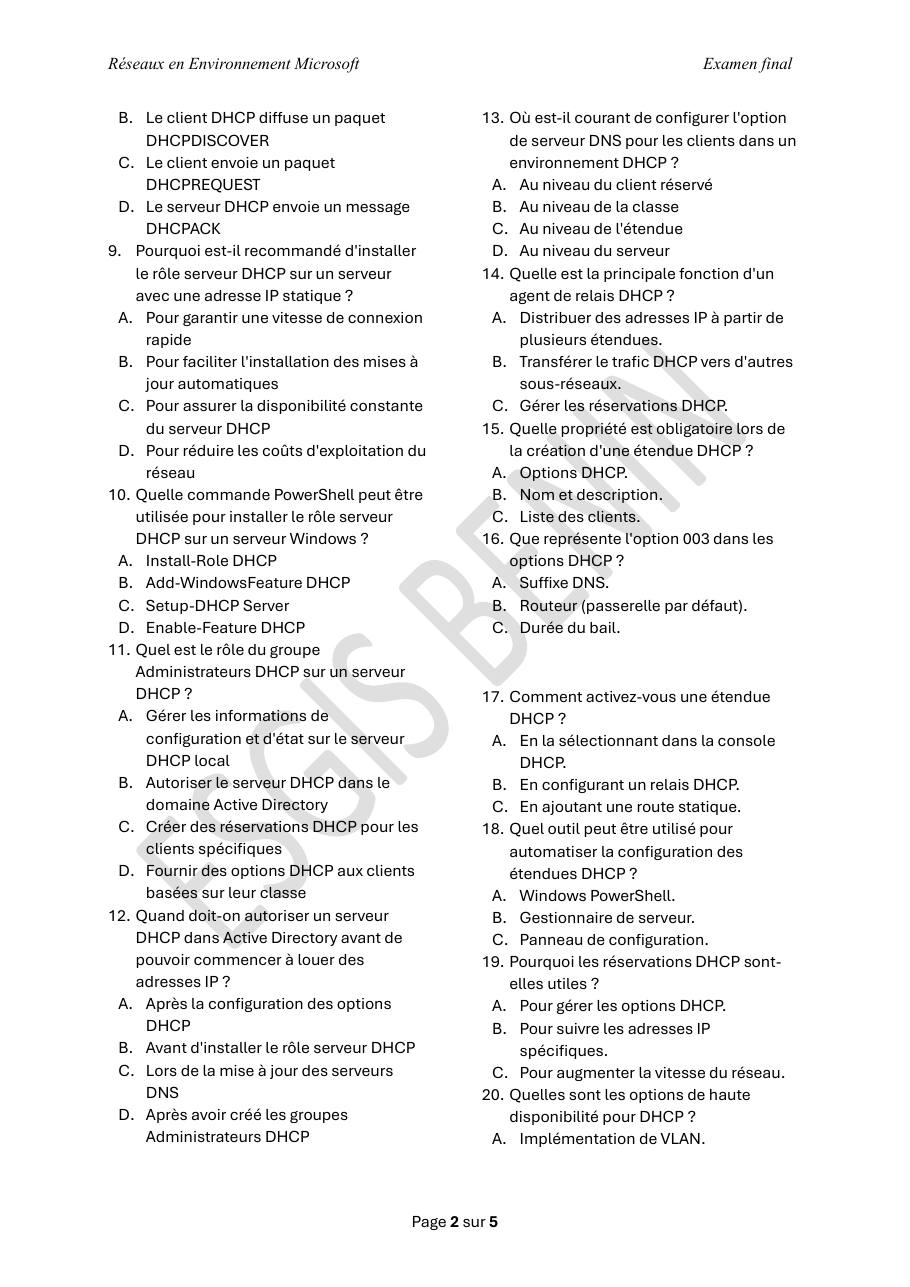 Réseaux en Environnement Microsoft
Examen final
B. Le client DHCP diffuse un paquet
DHCPDISCOVER
C. Le client envoie un paquet
DHCPREQUEST
D. Le serveur DHCP envoie un message
DHCPACK
9. Pourquoi est-il recommandé d'installer
le rôle serveur DHCP sur un serveur
avec une adresse IP statique ?
A. Pour garantir une vitesse de connexion
rapide
B. Pour faciliter l'installation des mises à
jour automatiques
C. Pour assurer la disponibilité constante
du serveur DHCP
D. Pour réduire les coûts d'exploitation du
réseau
10. Quelle commande PowerShell peut être
utilisée pour installer le rôle serveur
DHCP sur un serveur Windows ?
A. Install-Role DHCP
B. Add-WindowsFeature DHCP
C. Setup-DHCP Server
D. Enable-Feature DHCP
11. Quel est le rôle du groupe
Administrateurs DHCP sur un serveur
DHCP ?
A. Gérer les informations de
configuration et d'état sur le serveur
DHCP local
B. Autoriser le serveur DHCP dans le
domaine Active Directory
C. Créer des réservations DHCP pour les
clients spécifiques
D. Fournir des options DHCP aux clients
basées sur leur classe
12. Quand doit-on autoriser un serveur
DHCP dans Active Directory avant de
pouvoir commencer à louer des
adresses IP ?
A. Après la configuration des options
DHCP
B. Avant d'installer le rôle serveur DHCP
C. Lors de la mise à jour des serveurs
DNS
D. Après avoir créé les groupes
Administrateurs DHCP
13. Où est-il courant de configurer l'option
de serveur DNS pour les clients dans un
environnement DHCP ?
A. Au niveau du client réservé
B. Au niveau de la classe
C. Au niveau de l'étendue
D. Au niveau du serveur
14. Quelle est la principale fonction d'un
agent de relais DHCP ?
A. Distribuer des adresses IP à partir de
plusieurs étendues.
B. Transférer le trafic DHCP vers d'autres
sous-réseaux.
C. Gérer les réservations DHCP.
15. Quelle propriété est obligatoire lors de
la création d'une étendue DHCP ?
A. Options DHCP.
B. Nom et description.
C. Liste des clients.
16. Que représente l'option 003 dans les
options DHCP ?
A. Suffixe DNS.
B. Routeur (passerelle par défaut).
C. Durée du bail.
17. Comment activez-vous une étendue
DHCP ?
A. En la sélectionnant dans la console
DHCP.
B. En configurant un relais DHCP.
C. En ajoutant une route statique.
18. Quel outil peut être utilisé pour
automatiser la configuration des
étendues DHCP ?
A. Windows PowerShell.
B. Gestionnaire de serveur.
C. Panneau de configuration.
19. Pourquoi les réservations DHCP sont-
elles utiles ?
A. Pour gérer les options DHCP.
B. Pour suivre les adresses IP
spécifiques.
C. Pour augmenter la vitesse du réseau.
20. Quelles sont les options de haute
disponibilité pour DHCP ?
A. Implémentation de VLAN.
ESGIS BENIN
Page 2 sur 5